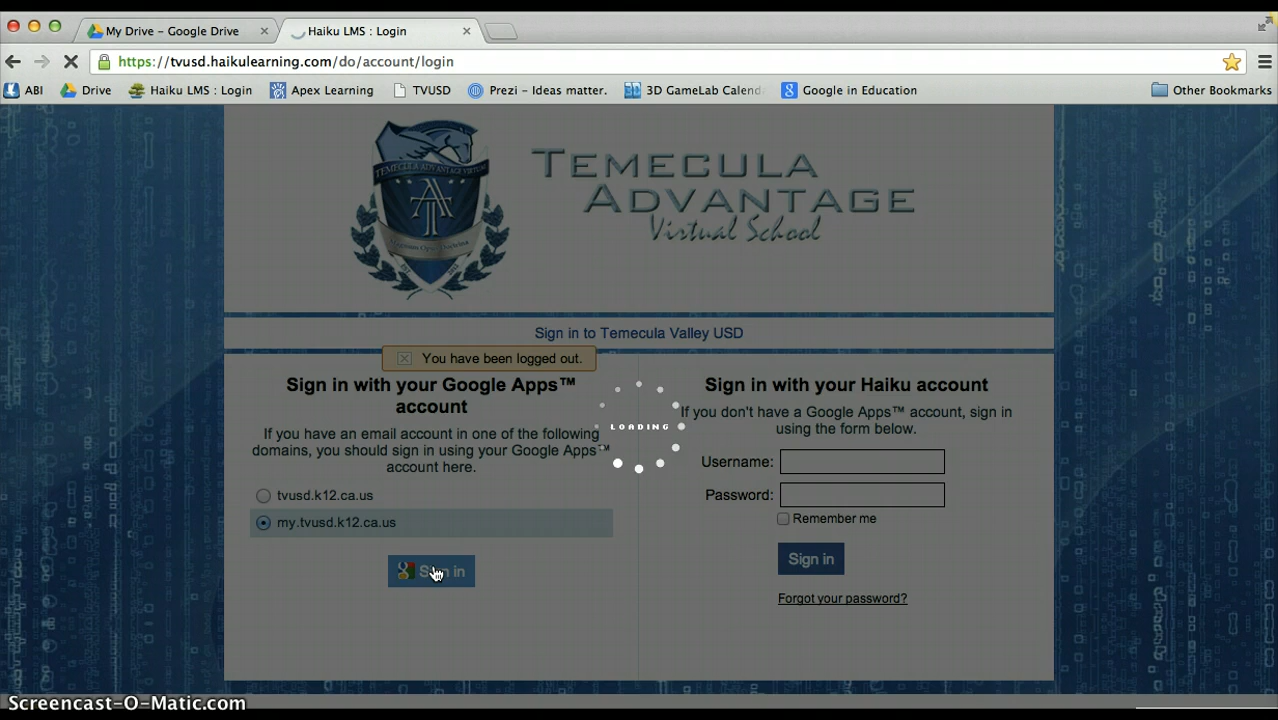 My Drive – Google Drive
Haiku LMS : Login
https://tvusd.haikulearning.com/do/account/login
ABI
Drive
Haiku LMS : Login
Apex Learning
TVUSD
Prezi – Ideas matter.
3D GameLab Calend
Google in Education
Other Bookmarks
TEMECULA ADVANTAGE VIRTUAL
TEMECULA
ADVANTAGE
Virtual School
Sign in to Temecula Valley USD
You have been logged out.
Sign in with your Google Apps™
account
If you have an email account in one of the following
domains, you should sign in using your Google Apps™
account here.
tvusd.k12.ca.us
my.tvusd.k12.ca.us
Sign in
LOADING
Sign in with your Haiku account
If you don't have a Google Apps™ account, sign in
using the form below.
Username:
Password:
Remember me
Sign in
Forgot your password?
Screencast-O-Matic.com